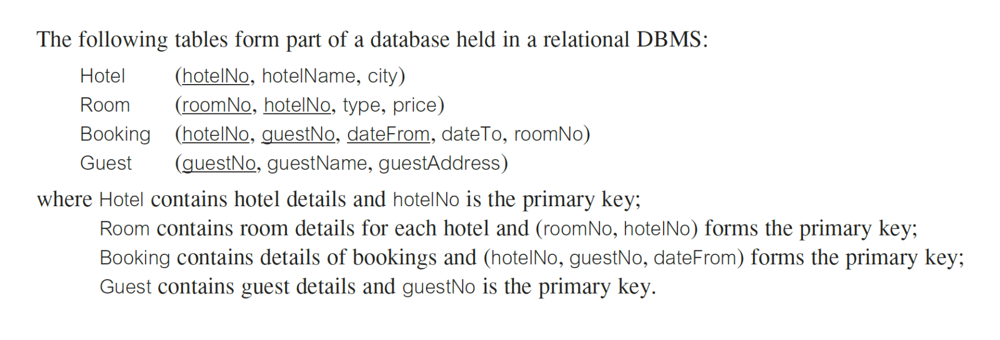 The following tables form part of a database held in a relational DBMS:
Hotel (hotelNo, hotelName, city)
Room (roomNo, hotelNo, type, price)
Booking (hotelNo, guestNo, dateFrom, dateTo, roomNo)
Guest (guestNo, guestName, guestAddress)
where Hotel contains hotel details and hotelNo is the primary key;
Room contains room details for each hotel and (roomNo, hotelNo) forms the primary key;
Booking contains details of bookings and (hotelNo, guestNo, dateFrom) forms the primary key;
Guest contains guest details and guestNo is the primary key.